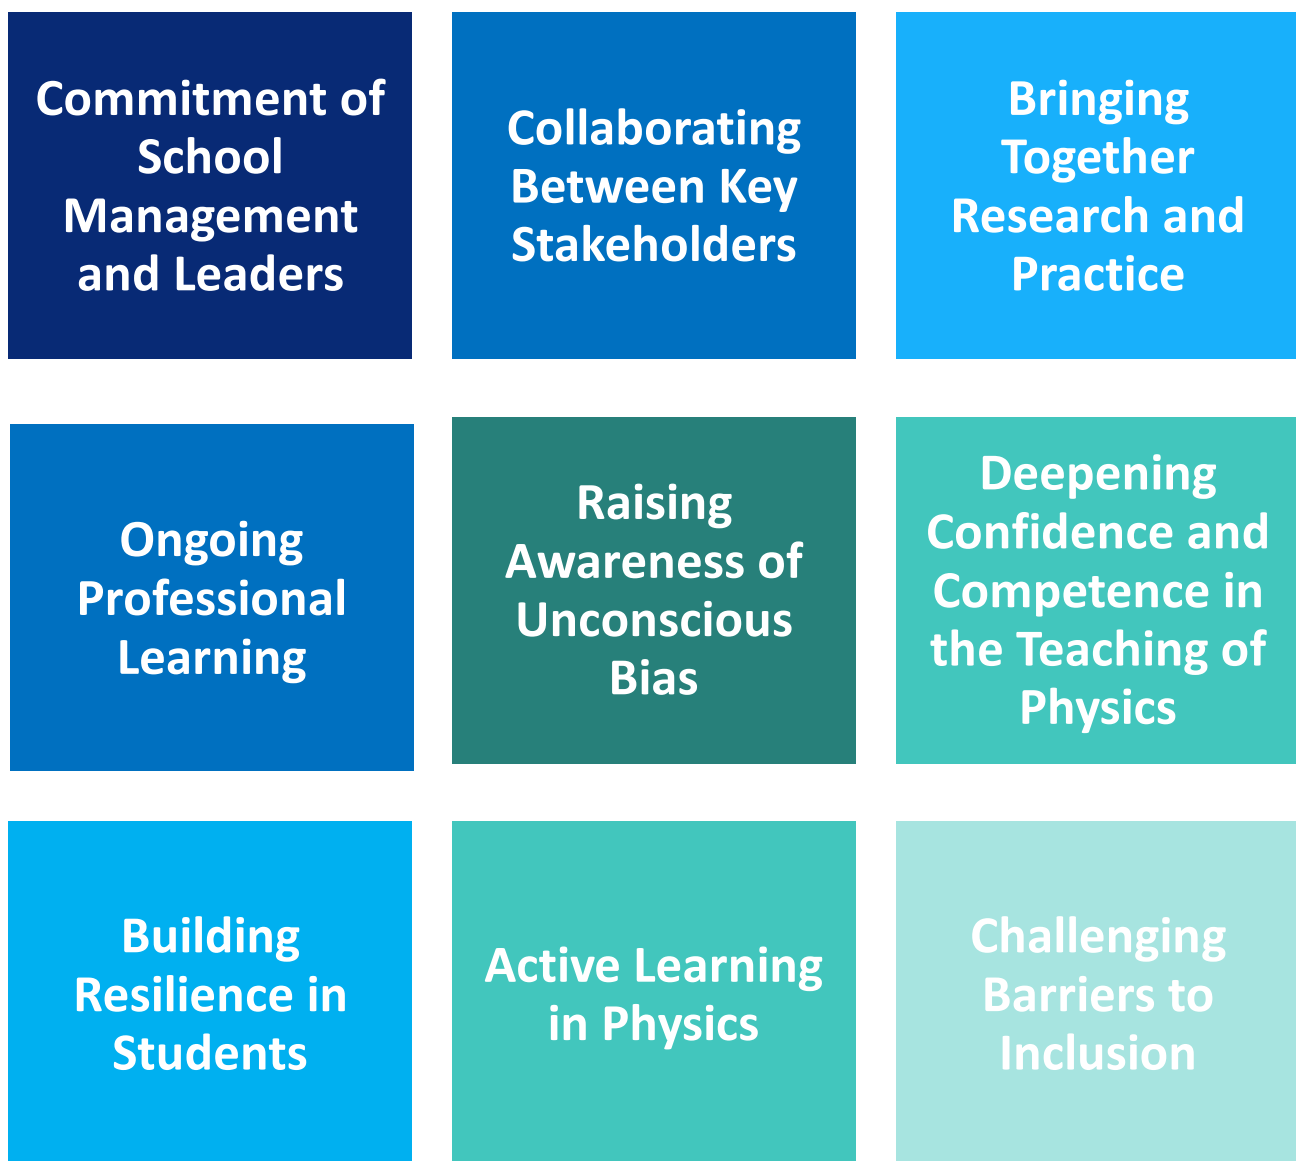 Commitment of
School
Management
and Leaders
Collaborating
Between Key
Stakeholders
Bringing
Together
Research and
Practice
Ongoing
Professional
Learning
Raising
Awareness of
Unconscious
Bias
Deepening
Confidence and
Competence in
the Teaching of
Physics
Building
Resilience in
Students
Active Learning
in Physics
Challenging
Barriers to
Inclusion